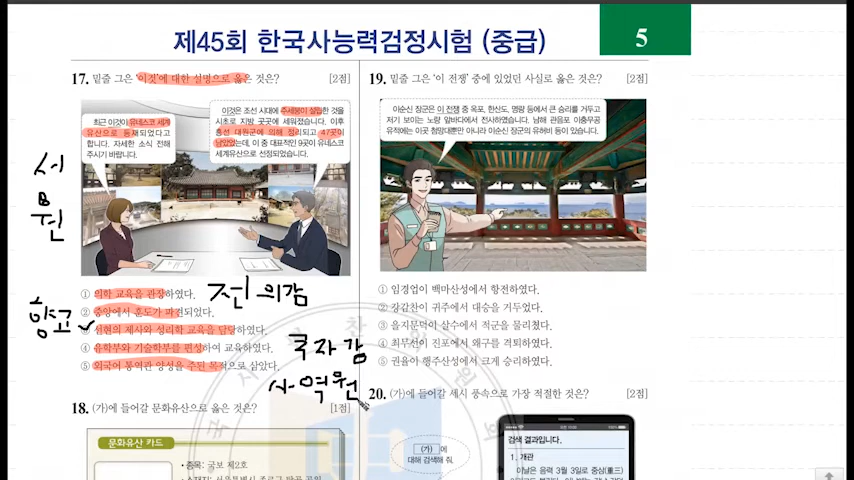 제45회 한국사능력검정시험 (중급)
5
17. 밑줄 그은 '이것'에 대한 설명으로 옳은 것은? [2점]
최근 이것이 유네스코 세계
유산으로 등재되었다고
합니다. 자세한 소식 전해
주시기 바랍니다.
이것은 조선 시대에 주세붕이 설립한 것을
시초로 지방 곳곳에 세워졌습니다. 이후
흥선 대원군에 의해 정리되고 47곳이
남았었는데, 이 중 대표적인 9곳이 유네스코
세계유산으로 선정되었습니다.
서원
① 의학 교육을 관장하였다.
전의감
② 중앙에서 훈도가 파견되었다.
향교
③ 선현의 제사와 성리학 교육을 담당하였다.
④ 유학부와 기술학부를 편성하여 교육하였다.
국자감
⑤ 외국어 통역관 양성을 주된 목적으로 삼았다.
사역원
18. (가)에 들어갈 문화유산으로 옳은 것은? [1점]
문화유산 카드
• 종목: 국보 제2호
19. 밑줄 그은 '이 전쟁' 중에 있었던 사실로 옳은 것은? [2점]
이순신 장군은 이 전쟁 중 옥포, 한산도, 명량 등에서 큰 승리를 거두고
저기 보이는 노량 앞바다에서 전사하였습니다. 남해 관음포 이충무공
유적에는 이곳 첨망대뿐만 아니라 이순신 장군의 유허비 등이 있습니다.
① 임경업이 백마산성에서 항전하였다.
② 강감찬이 귀주에서 대승을 거두었다.
③ 을지문덕이 살수에서 적군을 물리쳤다.
④ 최무선이 진포에서 왜구를 격퇴하였다.
⑤ 권율이 행주산성에서 크게 승리하였다.
20. (가)에 들어갈 세시 풍속으로 가장 적절한 것은? [2점]
(가) 에
대해 검색해 줘.
검색 결과입니다.
1. 개관
이날은 음력 3월 3일로 중삼(重三)